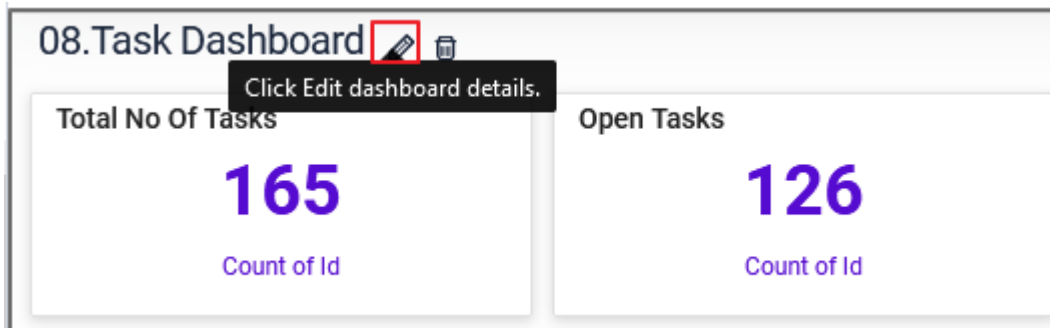 08.Task Dashboard
Click Edit dashboard details.
Total No Of Tasks
165
Count of Id
Open Tasks
126
Count of Id